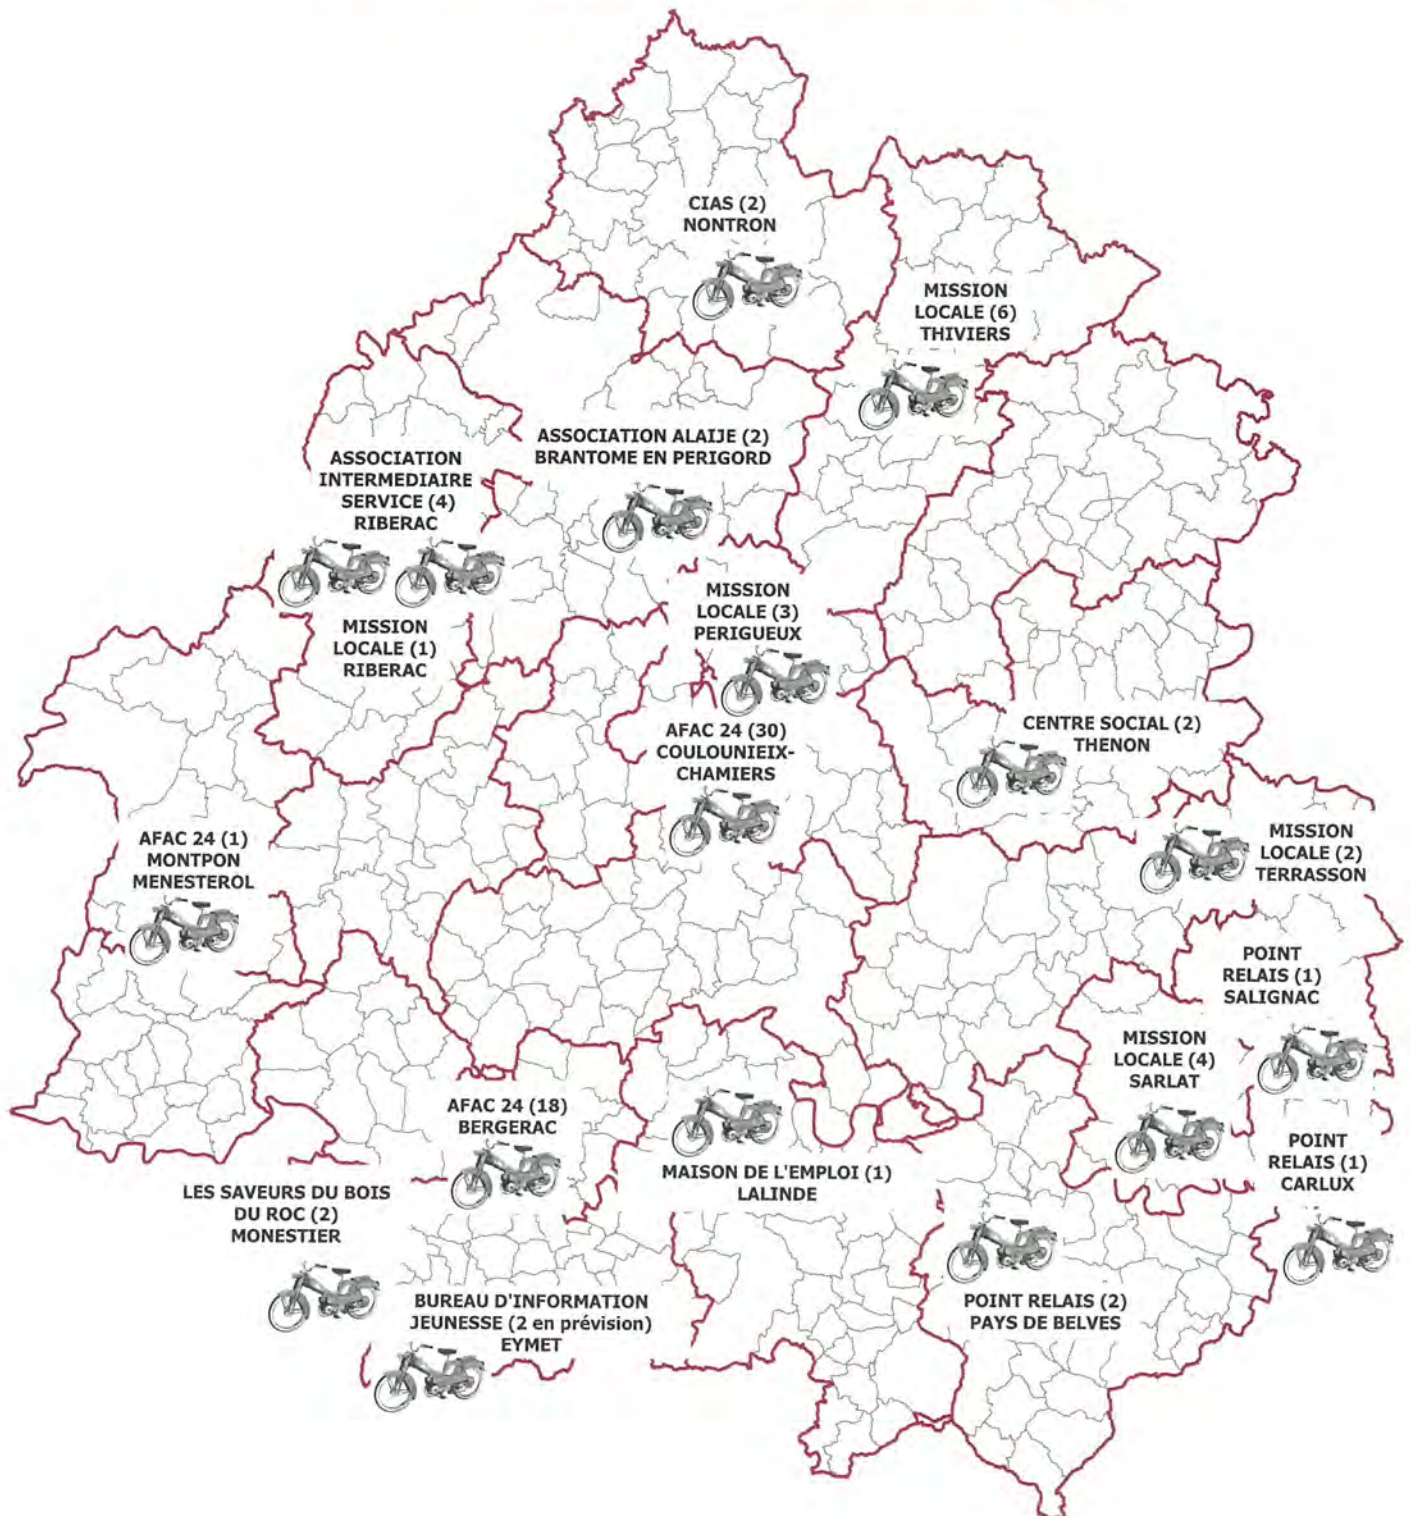 CIAS (2)
NONTRON
MISSION
LOCALE (6)
THIVIERS
ASSOCIATION ALAIJE (2)
BRANTOME EN PERIGORD
ASSOCIATION
INTERMEDIAIRE
SERVICE (4)
RIBERAC
MISSION
LOCALE (1)
RIBERAC
MISSION
LOCALE (3)
PERIGUEUX
AFAC 24 (30)
COULOUNIEIX-
CHAMIERS
CENTRE SOCIAL (2)
THENON
AFAC 24 (1)
MONTPON
MENESTEROL
MISSION
LOCALE (2)
TERRASSON
POINT
RELAIS (1)
SALIGNAC
MISSION
LOCALE (4)
SARLAT
AFAC 24 (18)
BERGERAC
MAISON DE L'EMPLOI (1)
LALINDE
POINT
RELAIS (1)
CARLUX
LES SAVEURS DU BOIS
DU ROC (2)
MONESTIER
BUREAU D'INFORMATION
JEUNESSE (2 en prévision)
EYMET
POINT RELAIS (2)
PAYS DE BELVES